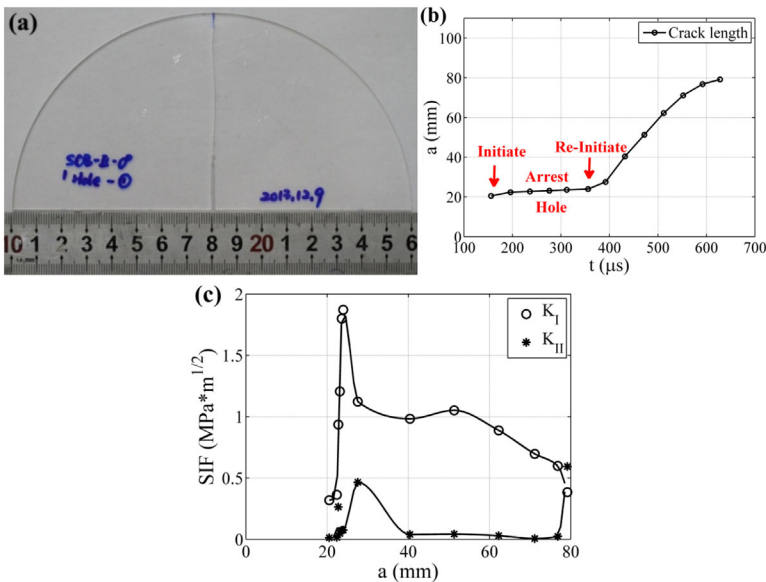 (a)
SCB-B-0°
1 Hole-①
2017.12.9
10 1 2 3 4 5 6 7 8 9 20 1 2 3 4 5 6
(b)
Crack length
a (mm)
100
80
60
40
20
0
Initiate
Re-Initiate
Arrest
Hole
100 200 300 400 500 600 700
t (μs)
(c)
K_I
K_II
SIF (MPa*m^1/2)
2
1.5
1
0.5
0
0 20 40 60 80
a (mm)